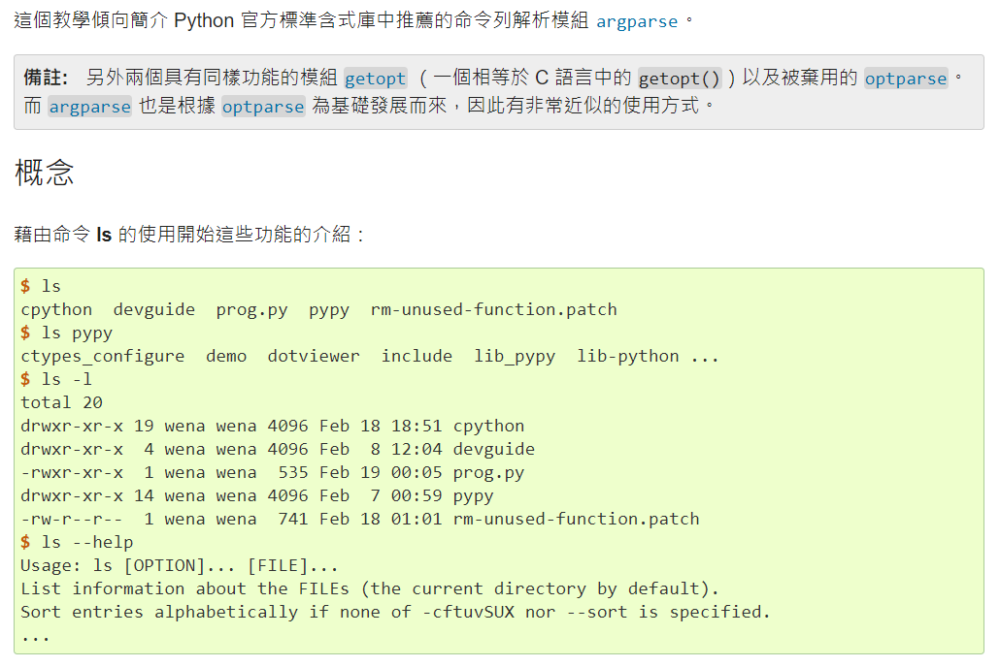 這個教學傾向簡介 Python 官方標準含式庫中推薦的命令列解析模組 argparse。
備註: 另外兩個具有同樣功能的模組 getopt （一個相等於 C 語言中的 getopt()）以及被棄用的 optparse。
而 argparse 也是根據 optparse 為基礎發展而來，因此有非常近似的使用方式。
概念
藉由命令 ls 的使用開始這些功能的介紹：
$ ls
cpython  devguide  prog.py  pypy  rm-unused-function.patch
$ ls pypy
ctypes_configure  demo  dotviewer  include  lib_pypy  lib-python ...
$ ls -l
total 20
drwxr-xr-x 19 wena wena 4096 Feb 18 18:51 cpython
drwxr-xr-x  4 wena wena 4096 Feb  8 12:04 devguide
-rwxr-xr-x  1 wena wena  535 Feb 19 00:05 prog.py
drwxr-xr-x 14 wena wena 4096 Feb  7 00:59 pypy
-rw-r--r--  1 wena wena  741 Feb 18 01:01 rm-unused-function.patch
$ ls --help
Usage: ls [OPTION]... [FILE]...
List information about the FILEs (the current directory by default).
Sort entries alphabetically if none of -cftuvSUX nor --sort is specified.
...